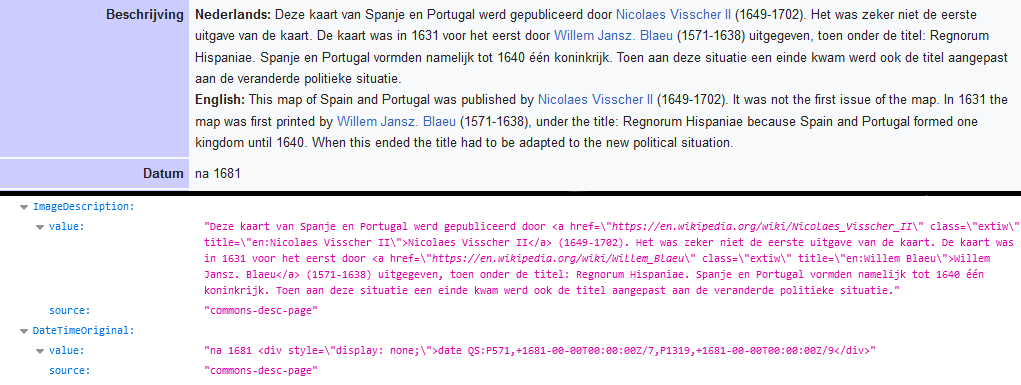 Beschrijving Nederlands: Deze kaart van Spanje en Portugal werd gepubliceerd door Nicolaes Visscher II (1649-1702). Het was zeker niet de eerste
uitgave van de kaart. De kaart was in 1631 voor het eerst door Willem Jansz. Blaeu (1571-1638) uitgegeven, toen onder de titel: Regnorum
Hispaniae. Spanje en Portugal vormden namelijk tot 1640 één koninkrijk. Toen aan deze situatie een einde kwam werd ook de titel aangepast
aan de veranderde politieke situatie.
English: This map of Spain and Portugal was published by Nicolaes Visscher II (1649-1702). It was not the first issue of the map. In 1631 the
map was first printed by Willem Jansz. Blaeu (1571-1638), under the title: Regnorum Hispaniae because Spain and Portugal formed one
kingdom until 1640. When this ended the title had to be adapted to the new political situation.
Datum na 1681
ImageDescription:
value: "Deze kaart van Spanje en Portugal werd gepubliceerd door <a href=\"https://en.wikipedia.org/wiki/Nicolaes_Visscher_II\" class=\"extiw\"
title=\"en:Nicolaes Visscher II\">Nicolaes Visscher II</a> (1649-1702). Het was zeker niet de eerste uitgave van de kaart. De kaart was
in 1631 voor het eerst door <a href=\"https://en.wikipedia.org/wiki/Willem_Blaeu\" class=\"extiw\" title=\"en:Willem Blaeu\">Willem
Jansz. Blaeu</a> (1571-1638) uitgegeven, toen onder de titel: Regnorum Hispaniae. Spanje en Portugal vormden namelijk tot 1640 één
koninkrijk. Toen aan deze situatie een einde kwam werd ook de titel aangepast aan de veranderde politieke situatie."
source: "commons-desc-page"
DateTimeOriginal:
value: "na 1681 <div style=\"display: none;\">date QS:P571,+1681-00-00T00:00:00Z/7,P1319,+1681-00-00T00:00:00Z/9</div>"
source: "commons-desc-page"